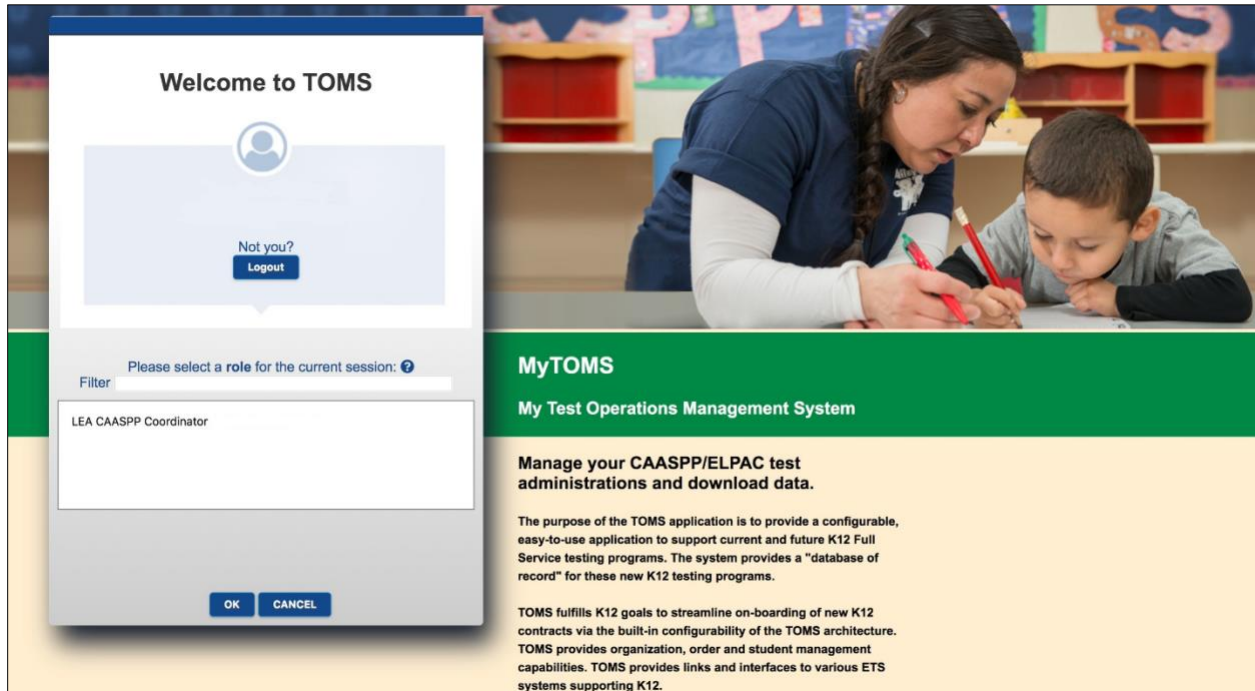 Welcome to TOMS
Not you?
Logout
Please select a role for the current session: ?
Filter
LEA CAASPP Coordinator
OK
CANCEL
MyTOMS
My Test Operations Management System
Manage your CAASPP/ELPAC test
administrations and download data.
The purpose of the TOMS application is to provide a configurable,
easy-to-use application to support current and future K12 Full
Service testing programs. The system provides a "database of
record" for these new K12 testing programs.
TOMS fulfills K12 goals to streamline on-boarding of new K12
contracts via the built-in configurability of the TOMS architecture.
TOMS provides organization, order and student management
capabilities. TOMS provides links and interfaces to various ETS
systems supporting K12.